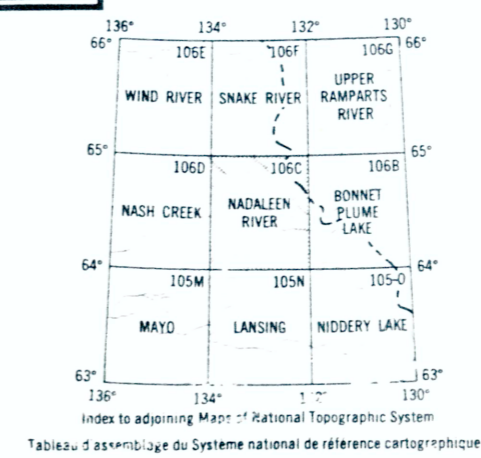 136° 134° 132° 130°
66° 106E 106F 106G 66°
WIND RIVER SNAKE RIVER UPPER
RAMPARTS
RIVER
65° 65°
106D 106C 106B
NASH CREEK NADALEEN
RIVER BONNET
PLUME
LAKE
64° 64°
105M 105N 105-O
MAYO LANSING NIDDERY LAKE
63° 63°
136° 134° 130°
Index to adjoining Maps of National Topographic System
Tableau d'assemblage du Système national de référence cartographique